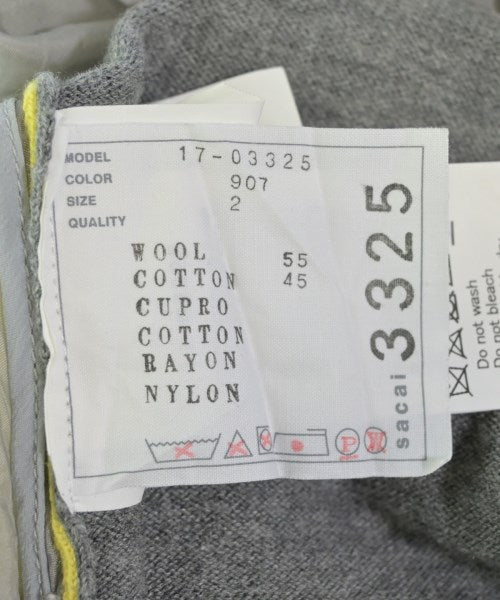 MODEL 17-03325
COLOR 907
SIZE 2
QUALITY
WOOL 55
COTTON 45
CUPRO
COTTON
RAYON
NYLON
P
sacai 3325
Do not wash
Do not bleach